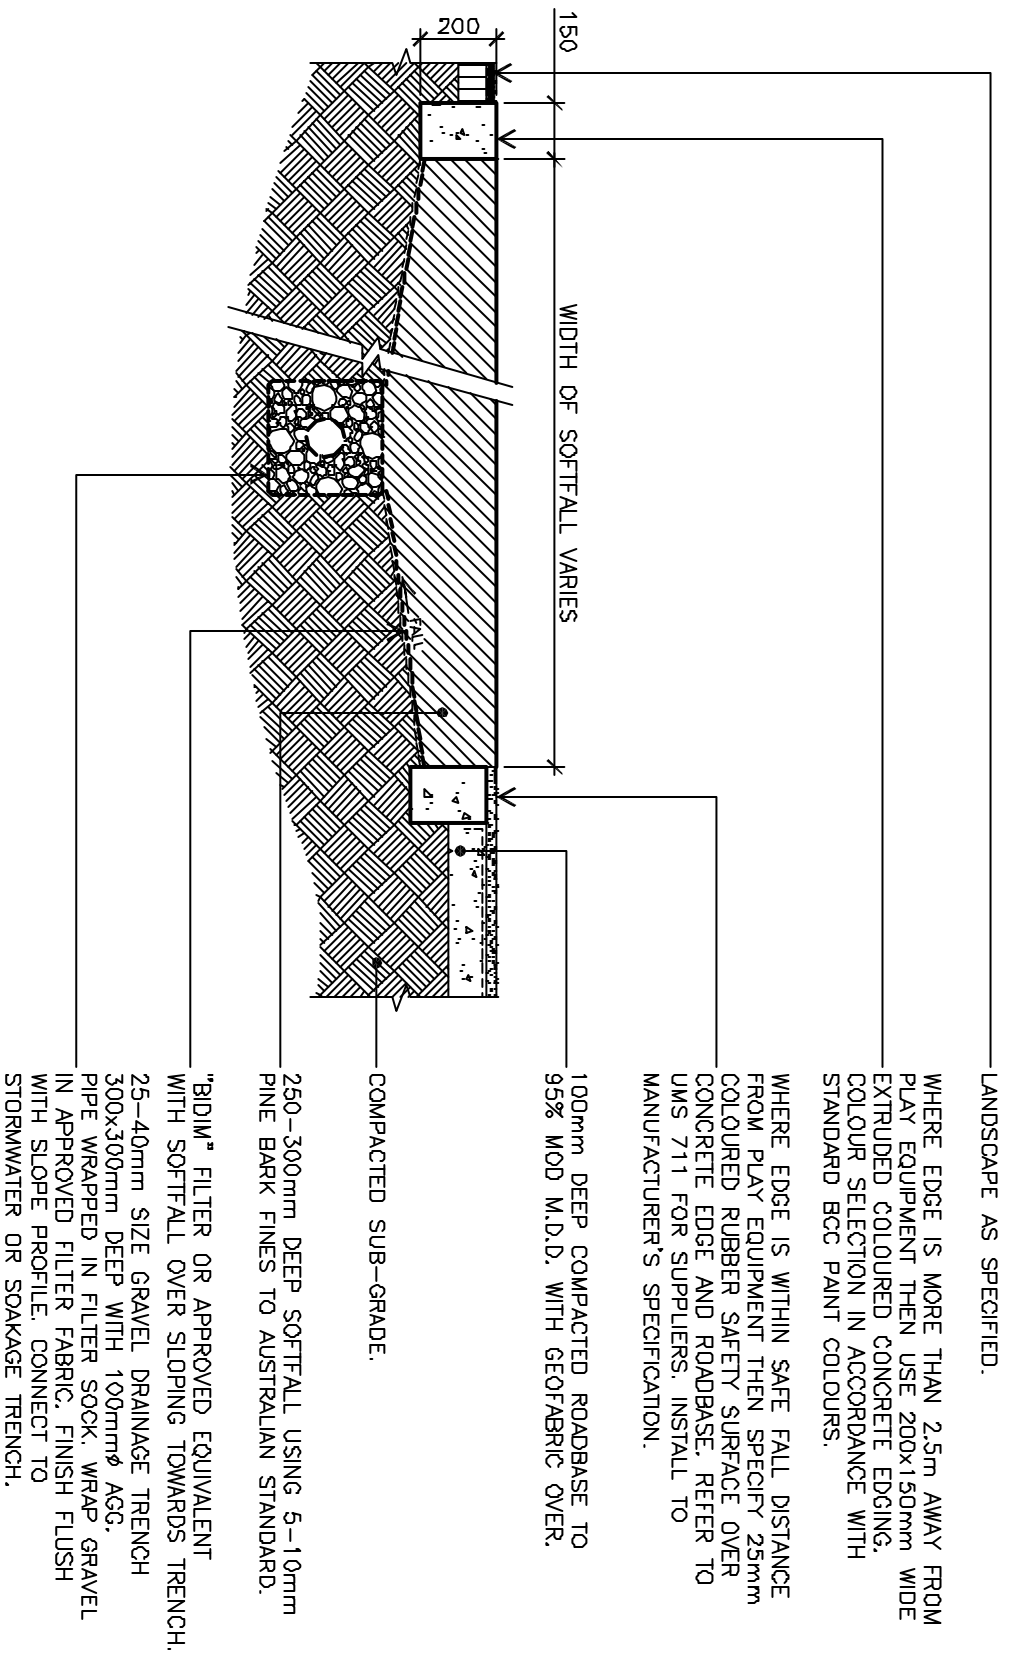 LANDSCAPE AS SPECIFIED.
WHERE EDGE IS MORE THAN 2.5m AWAY FROM
PLAY EQUIPMENT THEN USE 200x150mm WIDE
EXTRUDED COLOURED CONCRETE EDGING.
COLOUR SELECTION IN ACCORDANCE WITH
STANDARD BCC PAINT COLOURS.
WHERE EDGE IS WITHIN SAFE FALL DISTANCE
FROM PLAY EQUIPMENT THEN SPECIFY 25mm
COLOURED RUBBER SAFETY SURFACE OVER
CONCRETE EDGE AND ROADBASE. REFER TO
UMS 711 FOR SUPPLIERS. INSTALL TO
MANUFACTURER'S SPECIFICATION.
150
WIDTH OF SOFTFALL VARIES
200
FALL
100mm DEEP COMPACTED ROADBASE TO
95% MOD M.D.D. WITH GEOFABRIC OVER.
COMPACTED SUB-GRADE.
250-300mm DEEP SOFTFALL USING 5-10mm
PINE BARK FINES TO AUSTRALIAN STANDARD.
"BIDIM" FILTER OR APPROVED EQUIVALENT
WITH SOFTFALL OVER SLOPING TOWARDS TRENCH.
25-40mm SIZE GRAVEL DRAINAGE TRENCH
300x300mm DEEP WITH 100mmØ AGG.
PIPE WRAPPED IN FILTER SOCK. WRAP GRAVEL
IN APPROVED FILTER FABRIC. FINISH FLUSH
WITH SLOPE PROFILE. CONNECT TO
STORMWATER OR SOAKAGE TRENCH.